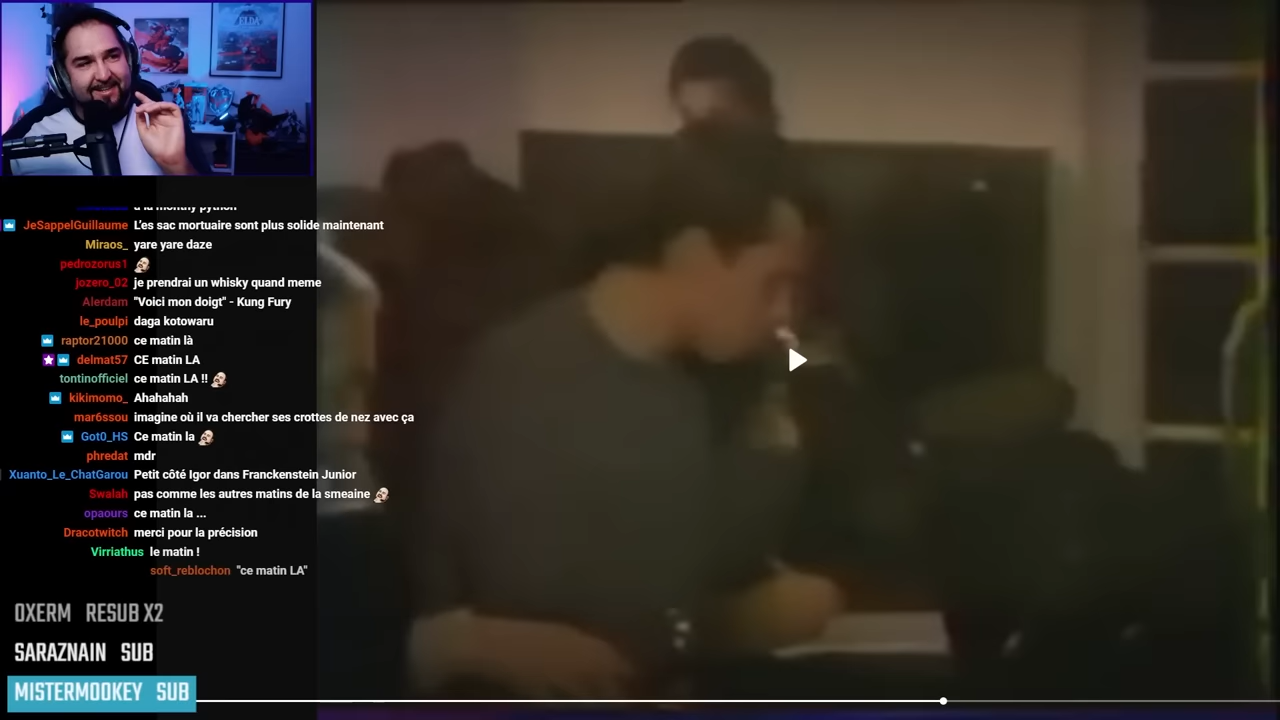 ELDA
à la monthy python
JeSappelGuillaume L'es sac mortuaire sont plus solide maintenant
Miraos_ yare yare daze
pedrozorus1
jozero_02 je prendrai un whisky quand meme
Alerdam "Voici mon doigt" - Kung Fury
le_poulpi daga kotowaru
raptor21000 ce matin là
delmat57 CE matin LA
tontinofficiel ce matin LA !!
kikimomo_ Ahahahah
mar6ssou imagine où il va chercher ses crottes de nez avec ça
Got0_HS Ce matin la
phredat mdr
Xuanto_Le_ChatGarou Petit côté Igor dans Franckenstein Junior
Swalah pas comme les autres matins de la smeaine
opaours ce matin la ...
Dracotwitch merci pour la précision
Virriathus le matin !
soft_reblochon "ce matin LA"
OXERM RESUB X2
SARAZNAIN SUB
MISTERMOOKEY SUB